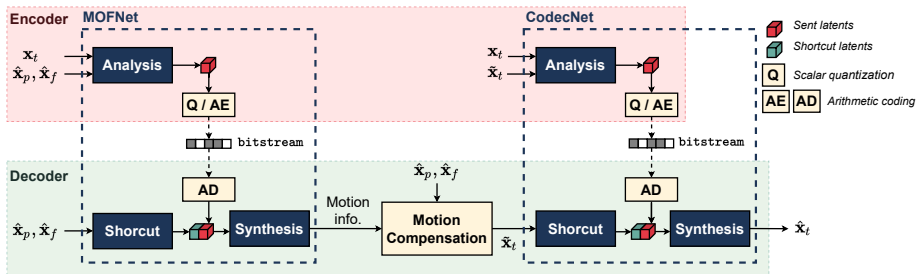 Encoder
MOFNet
CodecNet
Sent latents
Shortcut latents
Q
Scalar quantization
AE
AD
Arithmetic coding
x_t
x̂_p, x̂_f
Analysis
Q / AE
bitstream
x_t
x̃_t
Analysis
Q / AE
bitstream
Decoder
AD
x̂_p, x̂_f
Shorcut
Synthesis
Motion
info.
x̂_p, x̂_f
Motion
Compensation
x̃_t
AD
Shorcut
Synthesis
x̂_t